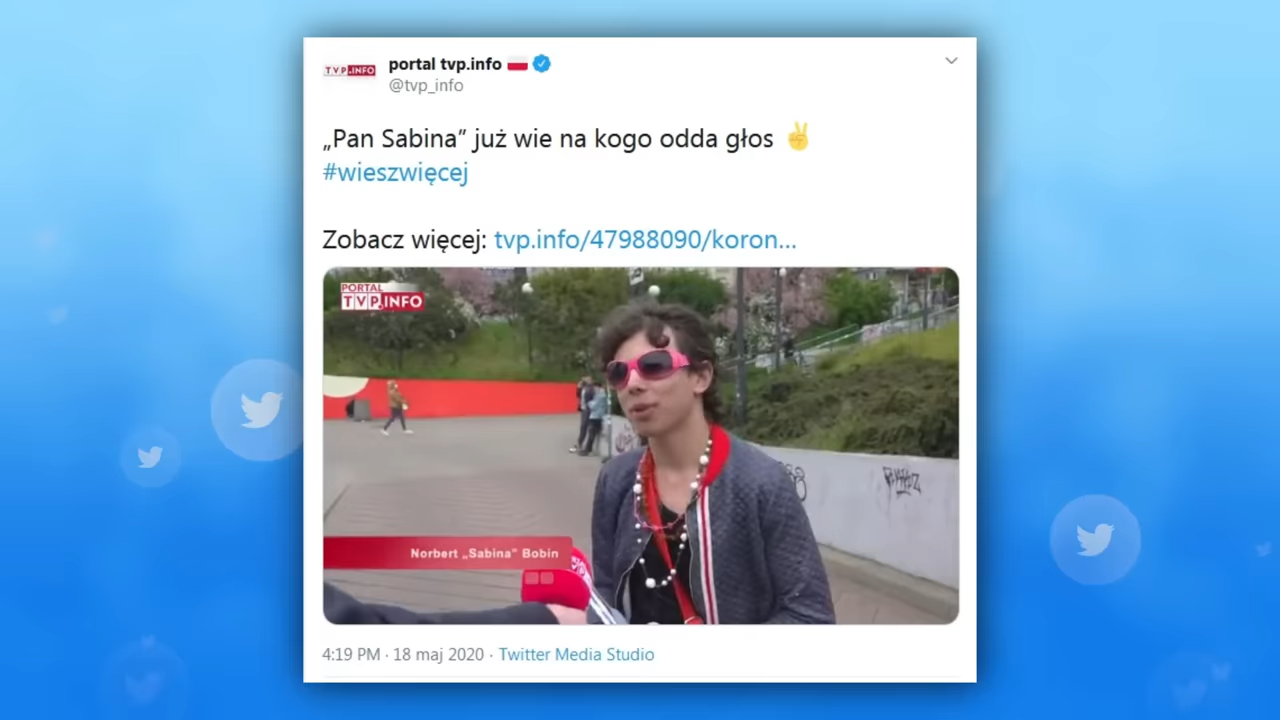 TVP.INFO
portal tvp.info
@tvp_info
„Pan Sabina” już wie na kogo odda głos ✌
#wieszwięcej
Zobacz więcej: tvp.info/47988090/koron...
PORTAL
TVP.INFO
Norbert „Sabina” Bobin
4:19 PM · 18 maj 2020 · Twitter Media Studio